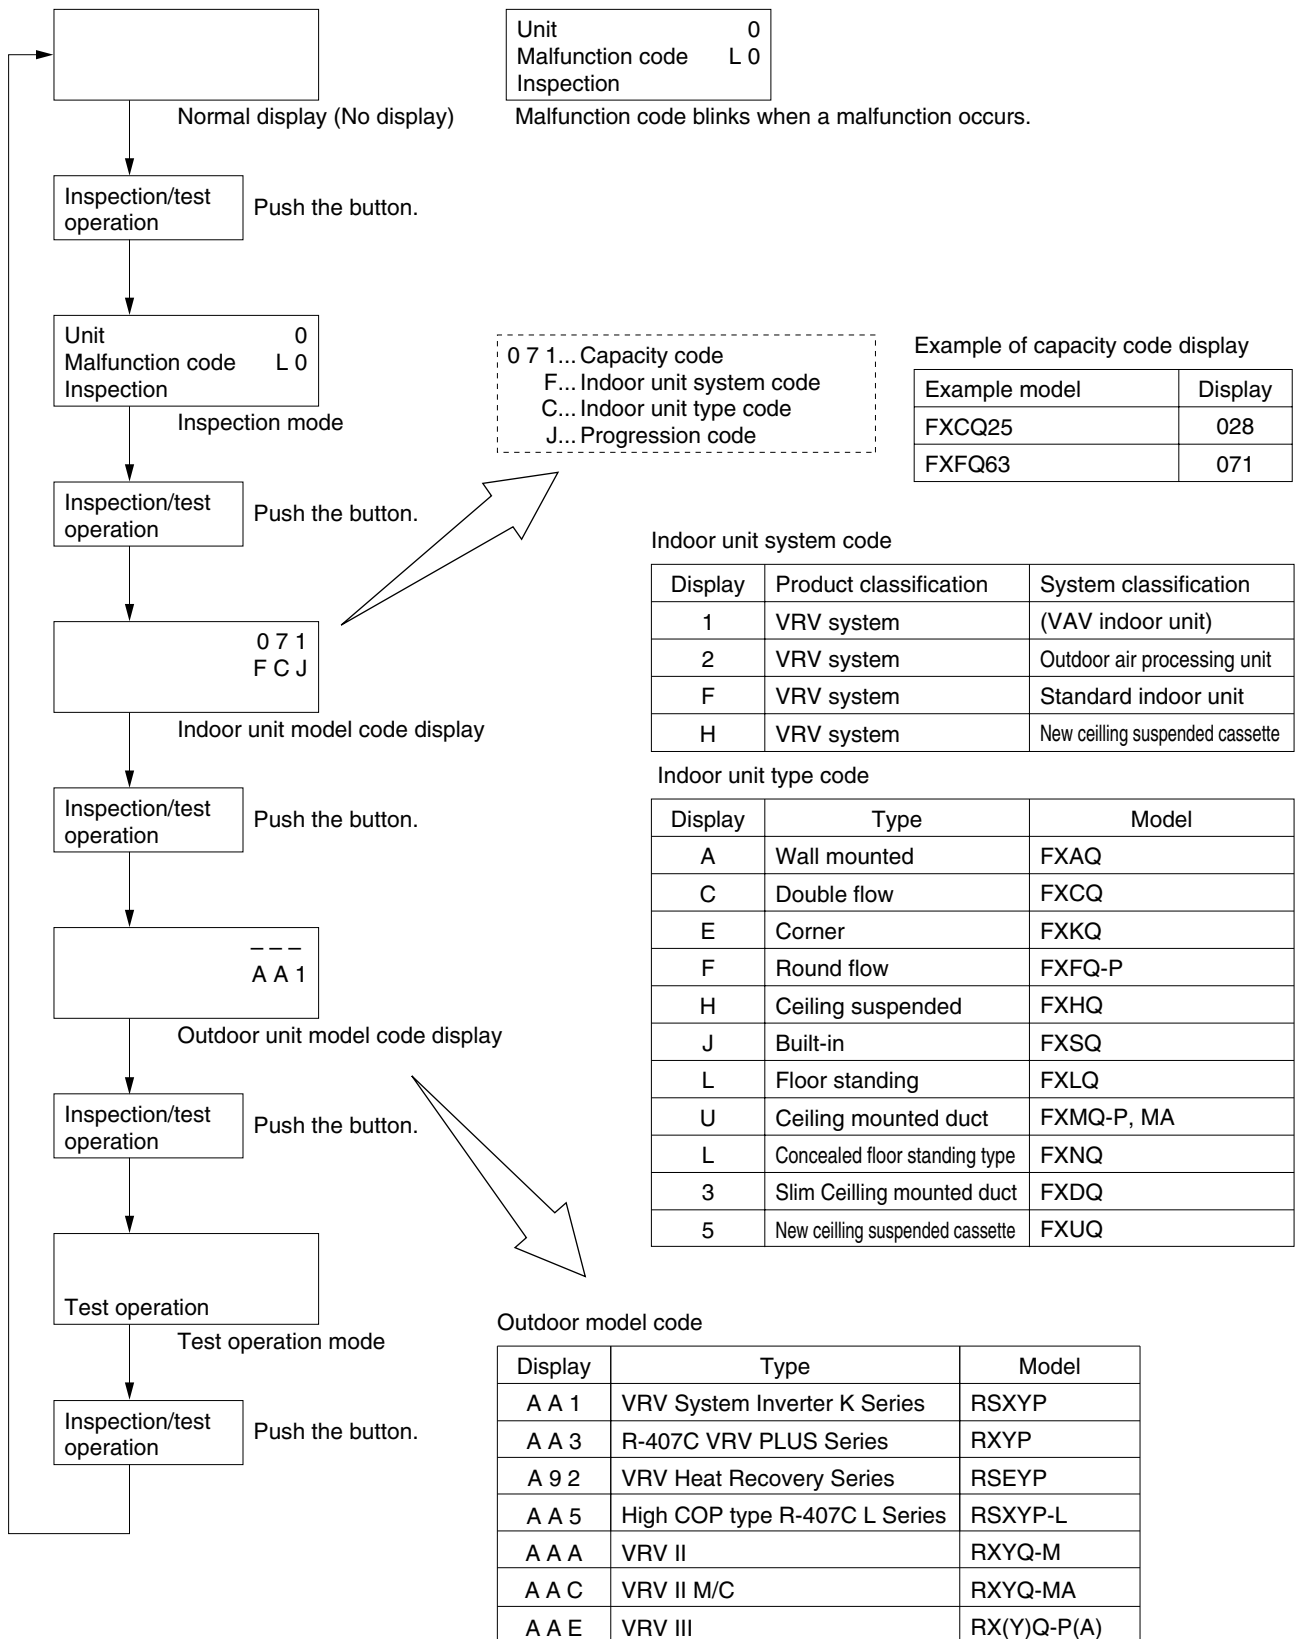 Unit 0
Malfunction code L 0
Inspection
Normal display (No display)
Malfunction code blinks when a malfunction occurs.
Inspection/test
operation
Push the button.
Unit 0
Malfunction code L 0
Inspection
Inspection mode
0 7 1... Capacity code
F... Indoor unit system code
C... Indoor unit type code
J... Progression code
Example of capacity code display
Example model Display
FXCQ25 028
FXFQ63 071
Inspection/test
operation
Push the button.
0 7 1
F C J
Indoor unit model code display
Indoor unit system code
Display Product classification System classification
1 VRV system (VAV indoor unit)
2 VRV system Outdoor air processing unit
F VRV system Standard indoor unit
H VRV system New ceilling suspended cassette
Inspection/test
operation
Push the button.
Indoor unit type code
Display Type Model
A Wall mounted FXAQ
C Double flow FXCQ
E Corner FXKQ
F Round flow FXFQ-P
H Ceiling suspended FXHQ
J Built-in FXSQ
L Floor standing FXLQ
U Ceiling mounted duct FXMQ-P, MA
L Concealed floor standing type FXNQ
3 Slim Ceilling mounted duct FXDQ
5 New ceilling suspended cassette FXUQ
– – –
A A 1
Outdoor unit model code display
Inspection/test
operation
Push the button.
Test operation
Test operation mode
Inspection/test
operation
Push the button.
Outdoor model code
Display Type Model
A A 1 VRV System Inverter K Series RSXYP
A A 3 R-407C VRV PLUS Series RXYP
A 9 2 VRV Heat Recovery Series RSEYP
A A 5 High COP type R-407C L Series RSXYP-L
A A A VRV II RXYQ-M
A A C VRV II M/C RXYQ-MA
A A E VRV III RX(Y)Q-P(A)